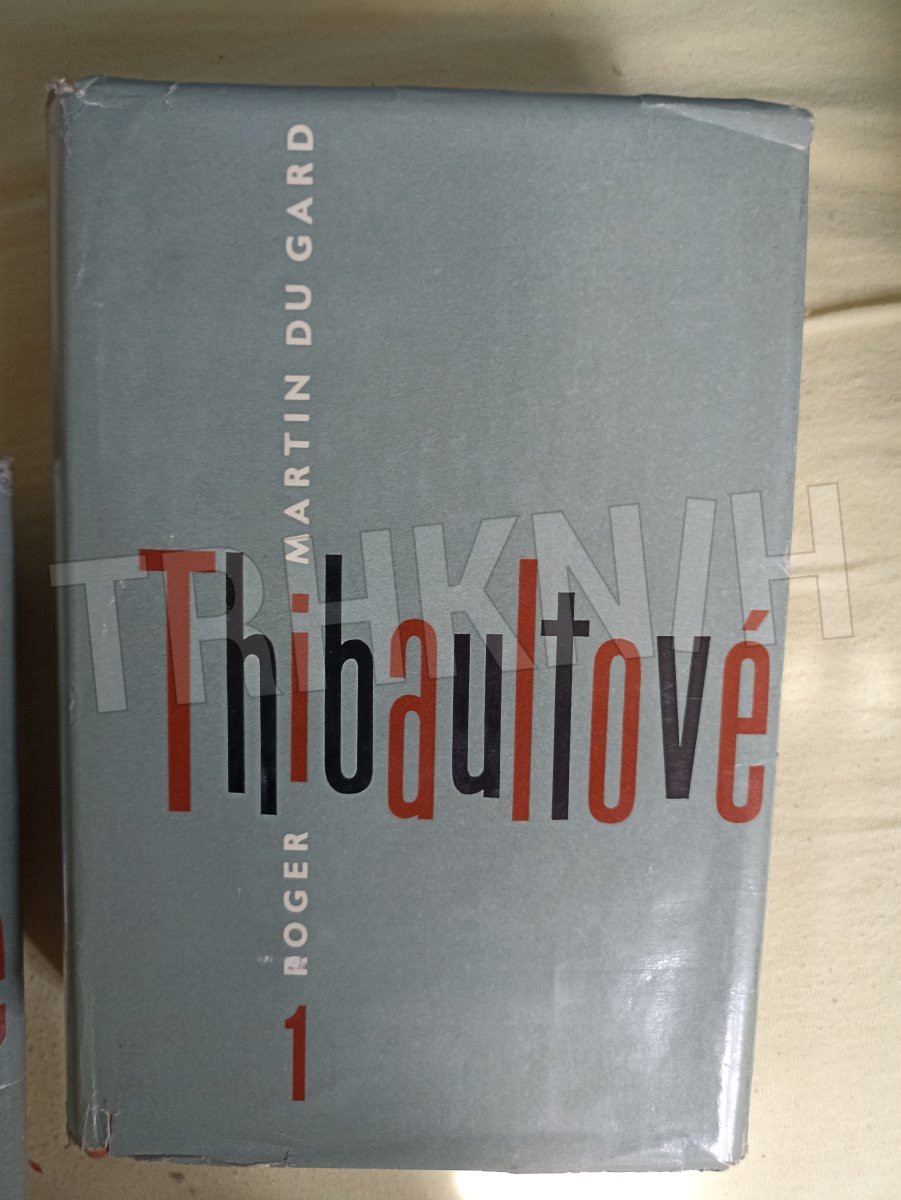 ROGER MARTIN DU GARD
Thibaultové
1
TRHKNIH